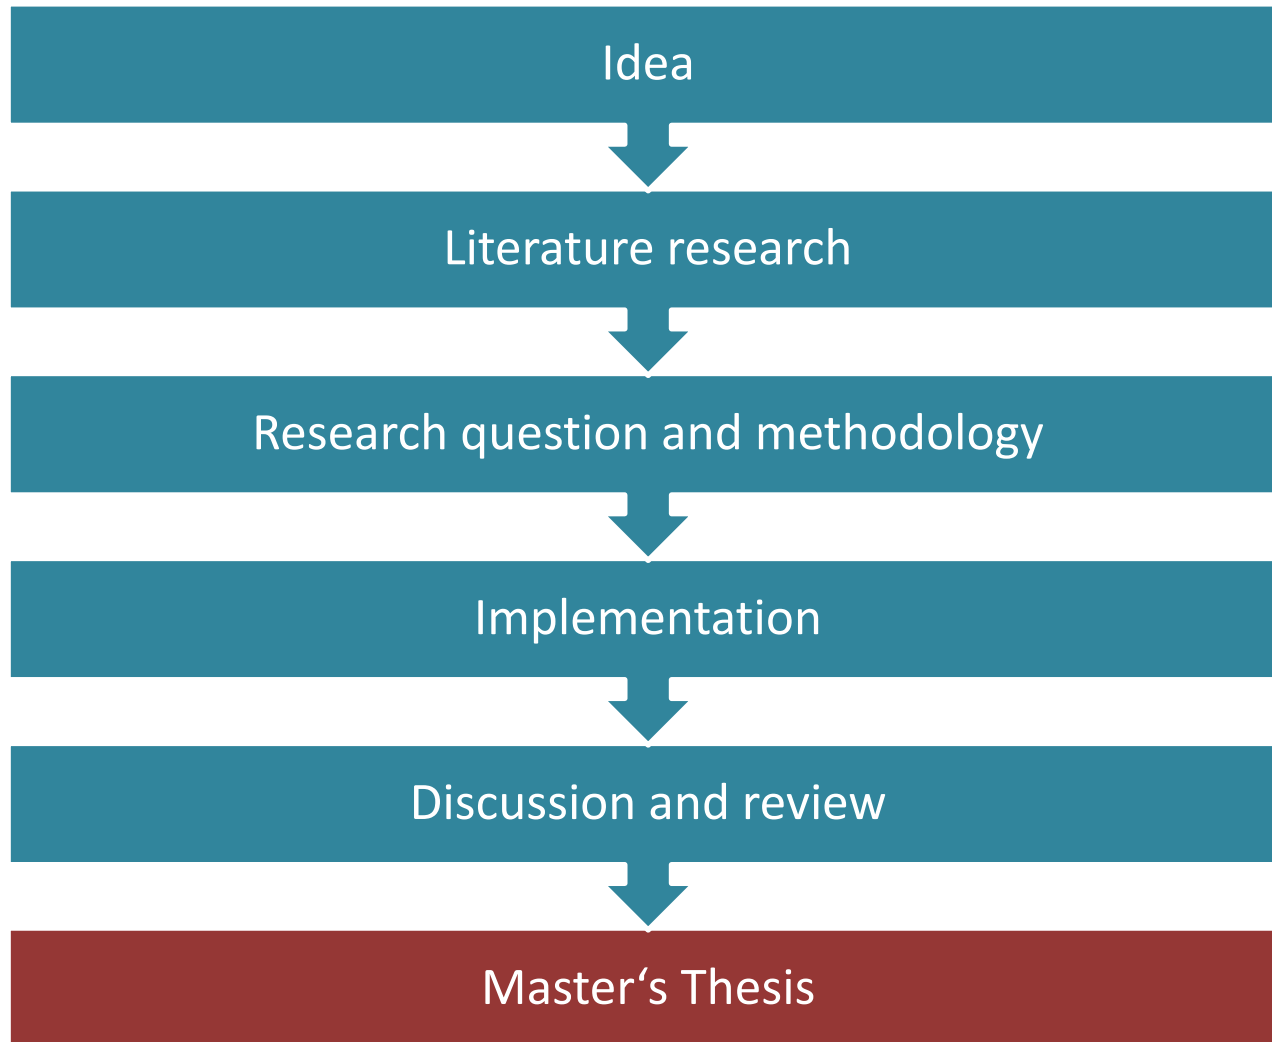 Idea
Literature research
Research question and methodology
Implementation
Discussion and review
Master‘s Thesis